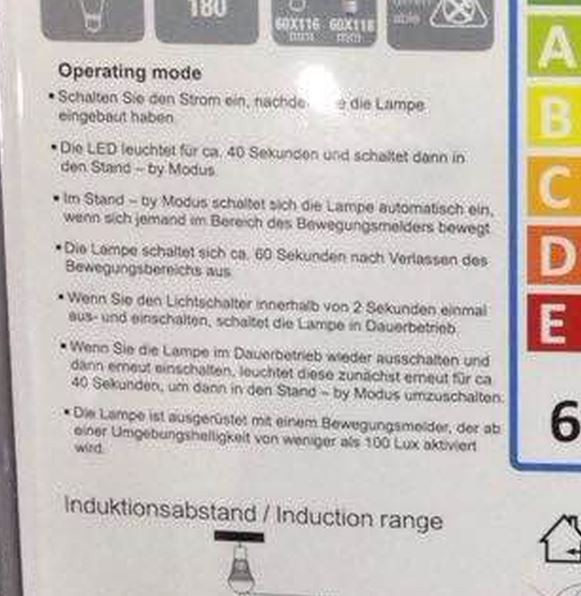 180
60X116 60X118
mm mm
able
Operating mode
• Schalten Sie den Strom ein, nachde e die Lampe
eingebaut haben
• Die LED leuchtet für ca. 40 Sekunden und schaltet dann in
den Stand – by Modus.
• Im Stand – by Modus schaltet sich die Lampe automatisch ein,
wenn sich jemand im Bereich des Bewegungsmelders bewegt
• Die Lampe schaltet sich ca. 60 Sekunden nach Verlassen des
Bewegungsbereichs aus
• Wenn Sie den Lichtschalter innerhalb von 2 Sekunden einmal
aus- und einschalten, schaltet die Lampe in Dauerbetrieb.
• Wenn Sie die Lampe im Dauerbetrieb wieder ausschalten und
dann erneut einschalten, leuchtet diese zunächst erneut für ca
40 Sekunden, um dann in den Stand – by Modus umzuschalten.
• Die Lampe ist ausgerüstet mit einem Bewegungsmelder, der ab
einer Umgebungshelligkeit von weniger als 100 Lux aktiviert
wird.
Induktionsabstand / Induction range
A
B
C
D
E
6